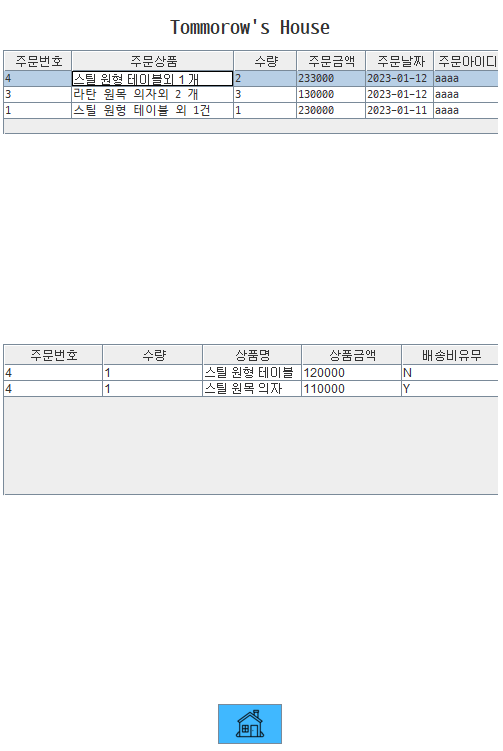 Tommorow's House
주문번호 주문상품 수량 주문금액 주문날짜 주문아이디
4 스틸 원형 테이블외 1 개 2 233000 2023-01-12 aaaa
3 라탄 원목 의자외 2 개 3 130000 2023-01-12 aaaa
1 스틸 원형 테이블 외 1건 1 230000 2023-01-11 aaaa
주문번호 수량 상품명 상품금액 배송비유무
4 1 스틸 원형 테이블 120000 N
4 1 스틸 원목 의자 110000 Y